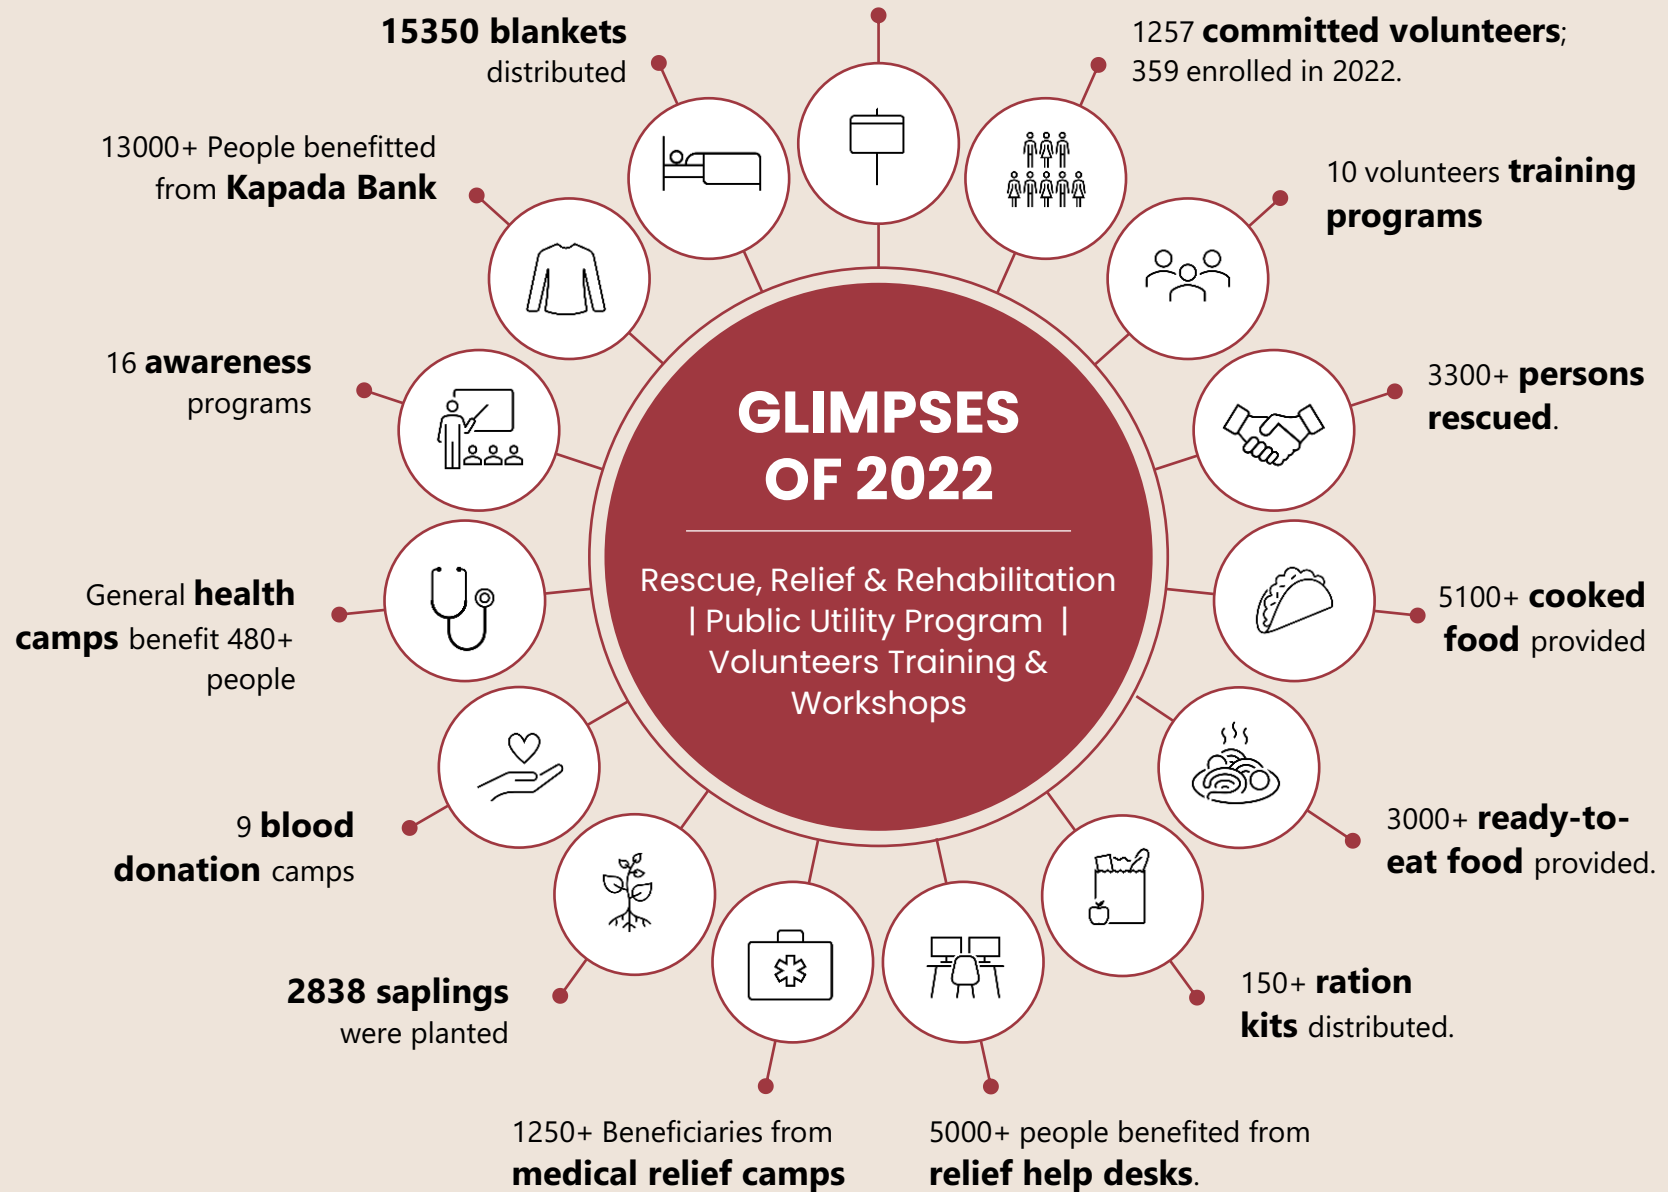 GLIMPSES
OF 2022
Rescue, Relief & Rehabilitation
| Public Utility Program |
Volunteers Training &
Workshops
1257 committed volunteers;
359 enrolled in 2022.
10 volunteers training
programs
3300+ persons
rescued.
5100+ cooked
food provided
3000+ ready-to-
eat food provided.
150+ ration
kits distributed.
5000+ people benefited from
relief help desks.
1250+ Beneficiaries from
medical relief camps
2838 saplings
were planted
9 blood
donation camps
General health
camps benefit 480+
people
16 awareness
programs
13000+ People benefitted
from Kapada Bank
15350 blankets
distributed